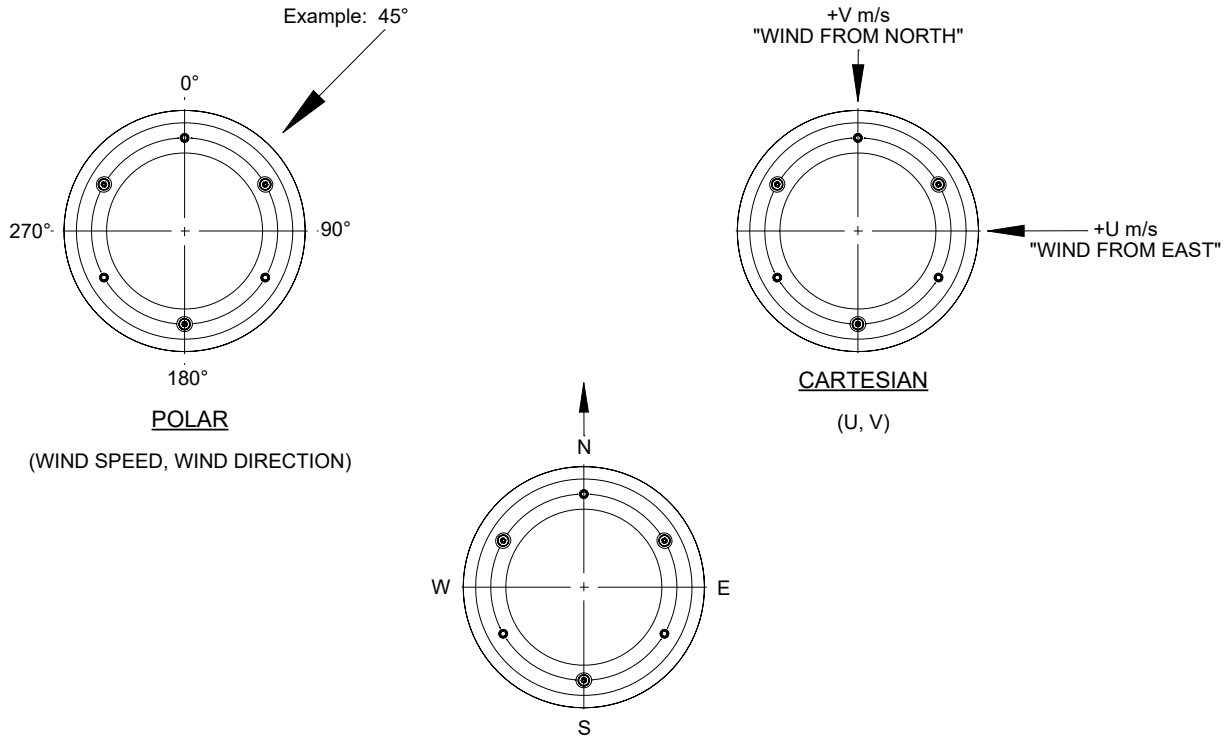 Example: 45°
0°
270°
90°
180°
POLAR
(WIND SPEED, WIND DIRECTION)
+V m/s
"WIND FROM NORTH"
+U m/s
"WIND FROM EAST"
CARTESIAN
(U, V)
N
W
E
S